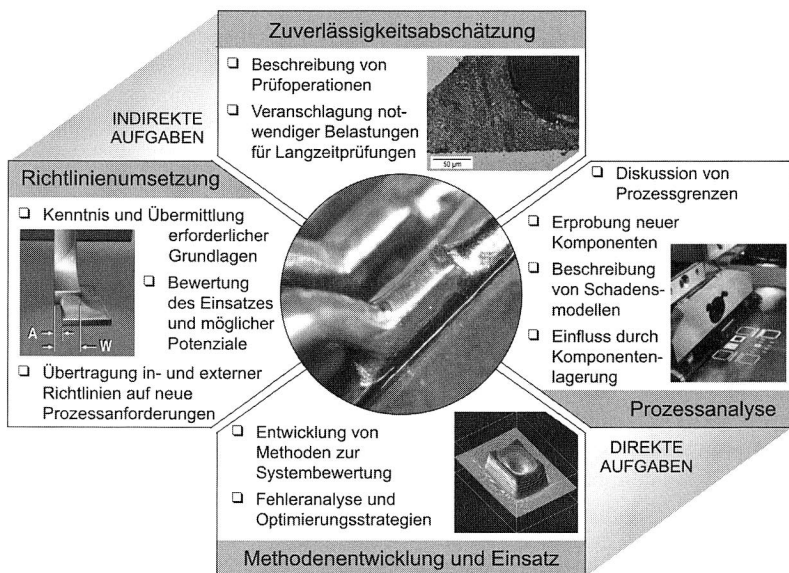 Zuverlässigkeitsabschätzung
❑ Beschreibung von
Prüfoperationen
❑ Veranschlagung not-
wendiger Belastungen
für Langzeitprüfungen
50 µm
INDIREKTE
AUFGABEN
Richtlinienumsetzung
❑ Kenntnis und Übermittlung
erforderlicher
Grundlagen
❑ Bewertung
des Einsatzes
und möglicher
Potenziale
A
W
❑ Übertragung in- und externer
Richtlinien auf neue
Prozessanforderungen
❑ Diskussion von
Prozessgrenzen
❑ Erprobung neuer
Komponenten
❑ Beschreibung
von Schadens-
modellen
❑ Einfluss durch
Komponenten-
lagerung
Prozessanalyse
DIREKTE
AUFGABEN
❑ Entwicklung von
Methoden zur
Systembewertung
❑ Fehleranalyse und
Optimierungsstrategien
Methodenentwicklung und Einsatz